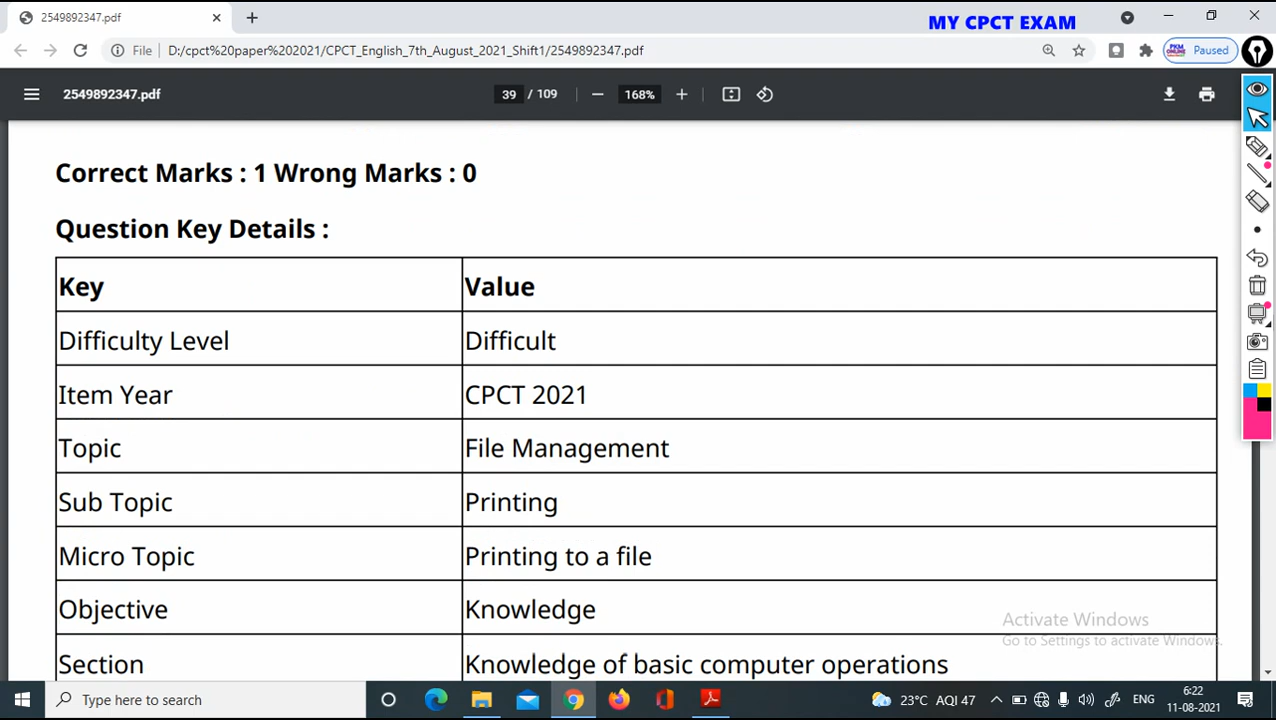 2549892347.pdf
MY CPCT EXAM
File D:/cpct%20paper%202021/CPCT_English_7th_August_2021_Shift1/2549892347.pdf
Paused
2549892347.pdf
39 / 109
168%
Correct Marks : 1 Wrong Marks : 0
Question Key Details :
Key Value
Difficulty Level Difficult
Item Year CPCT 2021
Topic File Management
Sub Topic Printing
Micro Topic Printing to a file
Objective Knowledge
Section Knowledge of basic computer operations
Activate Windows
Go to Settings to activate Windows.
Type here to search
23°C AQI 47
ENG
6:22
11-08-2021